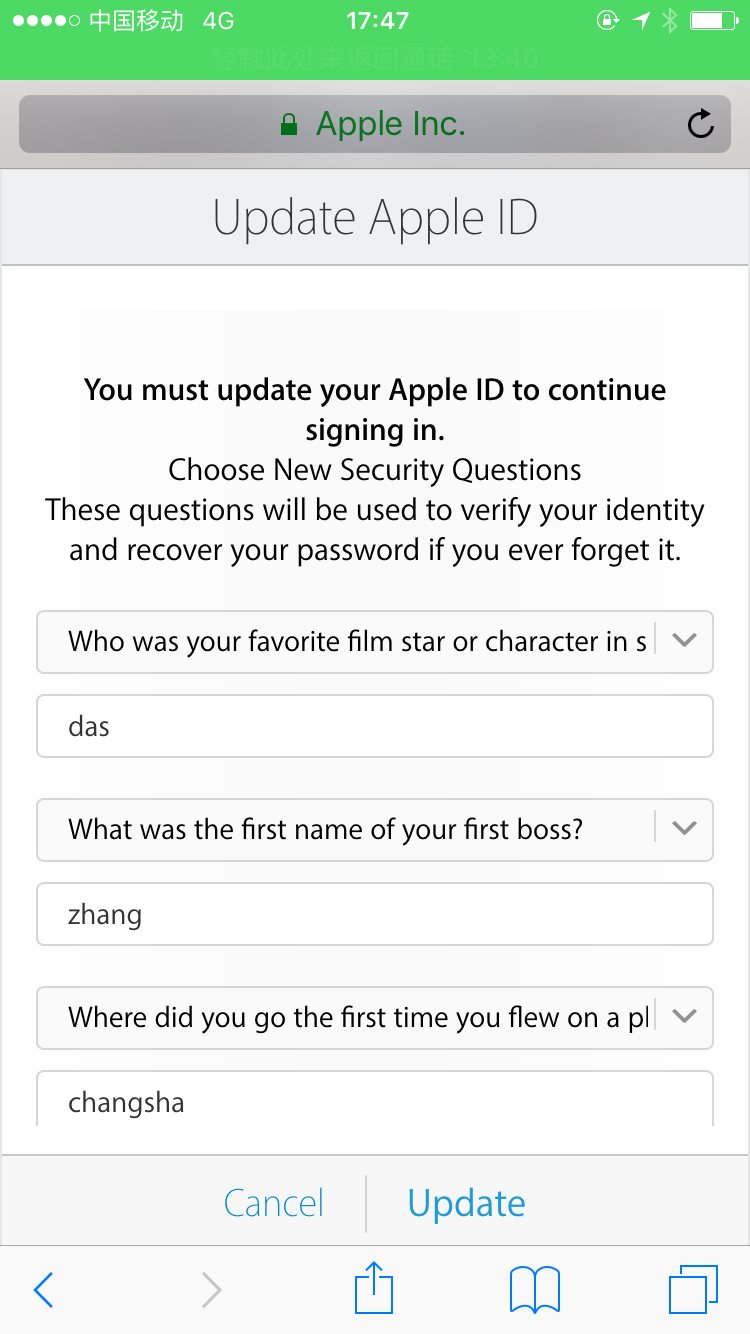 中国移动 4G 17:47
轻触此处来返回通话 13:40
Apple Inc.
Update Apple ID
You must update your Apple ID to continue
signing in.
Choose New Security Questions
These questions will be used to verify your identity
and recover your password if you ever forget it.
Who was your favorite film star or character in s
das
What was the first name of your first boss?
zhang
Where did you go the first time you flew on a pl
changsha
Cancel Update